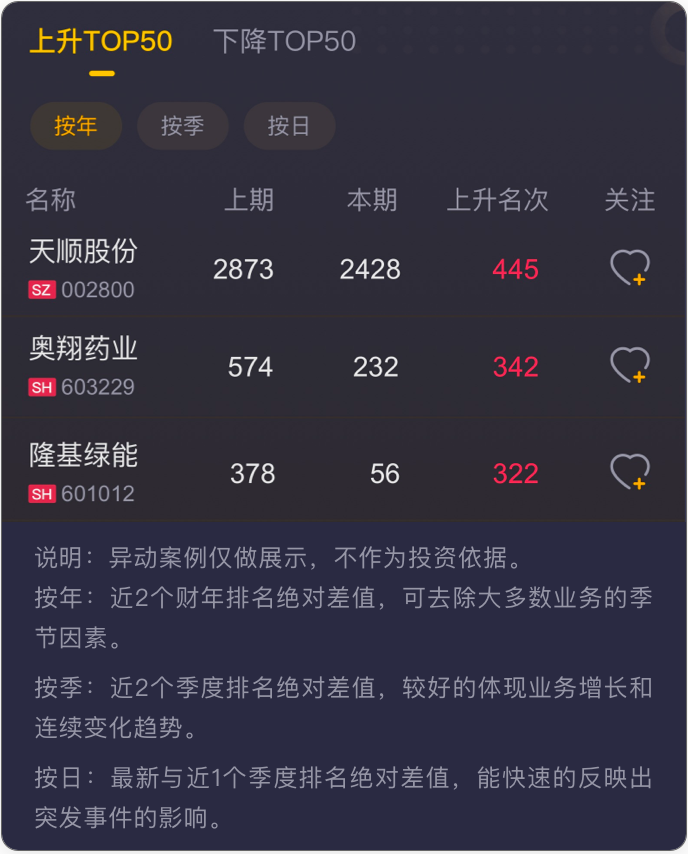 上升TOP50 下降TOP50
按年 按季 按日
名称 上期 本期 上升名次 关注
天顺股份
SZ 002800 2873 2428 445
奥翔药业
SH 603229 574 232 342
隆基绿能
SH 601012 378 56 322
说明：异动案例仅做展示，不作为投资依据。
按年：近2个财年排名绝对差值，可去除大多数业务的季
节因素。
按季：近2个季度排名绝对差值，较好的体现业务增长和
连续变化趋势。
按日：最新与近1个季度排名绝对差值，能快速的反映出
突发事件的影响。